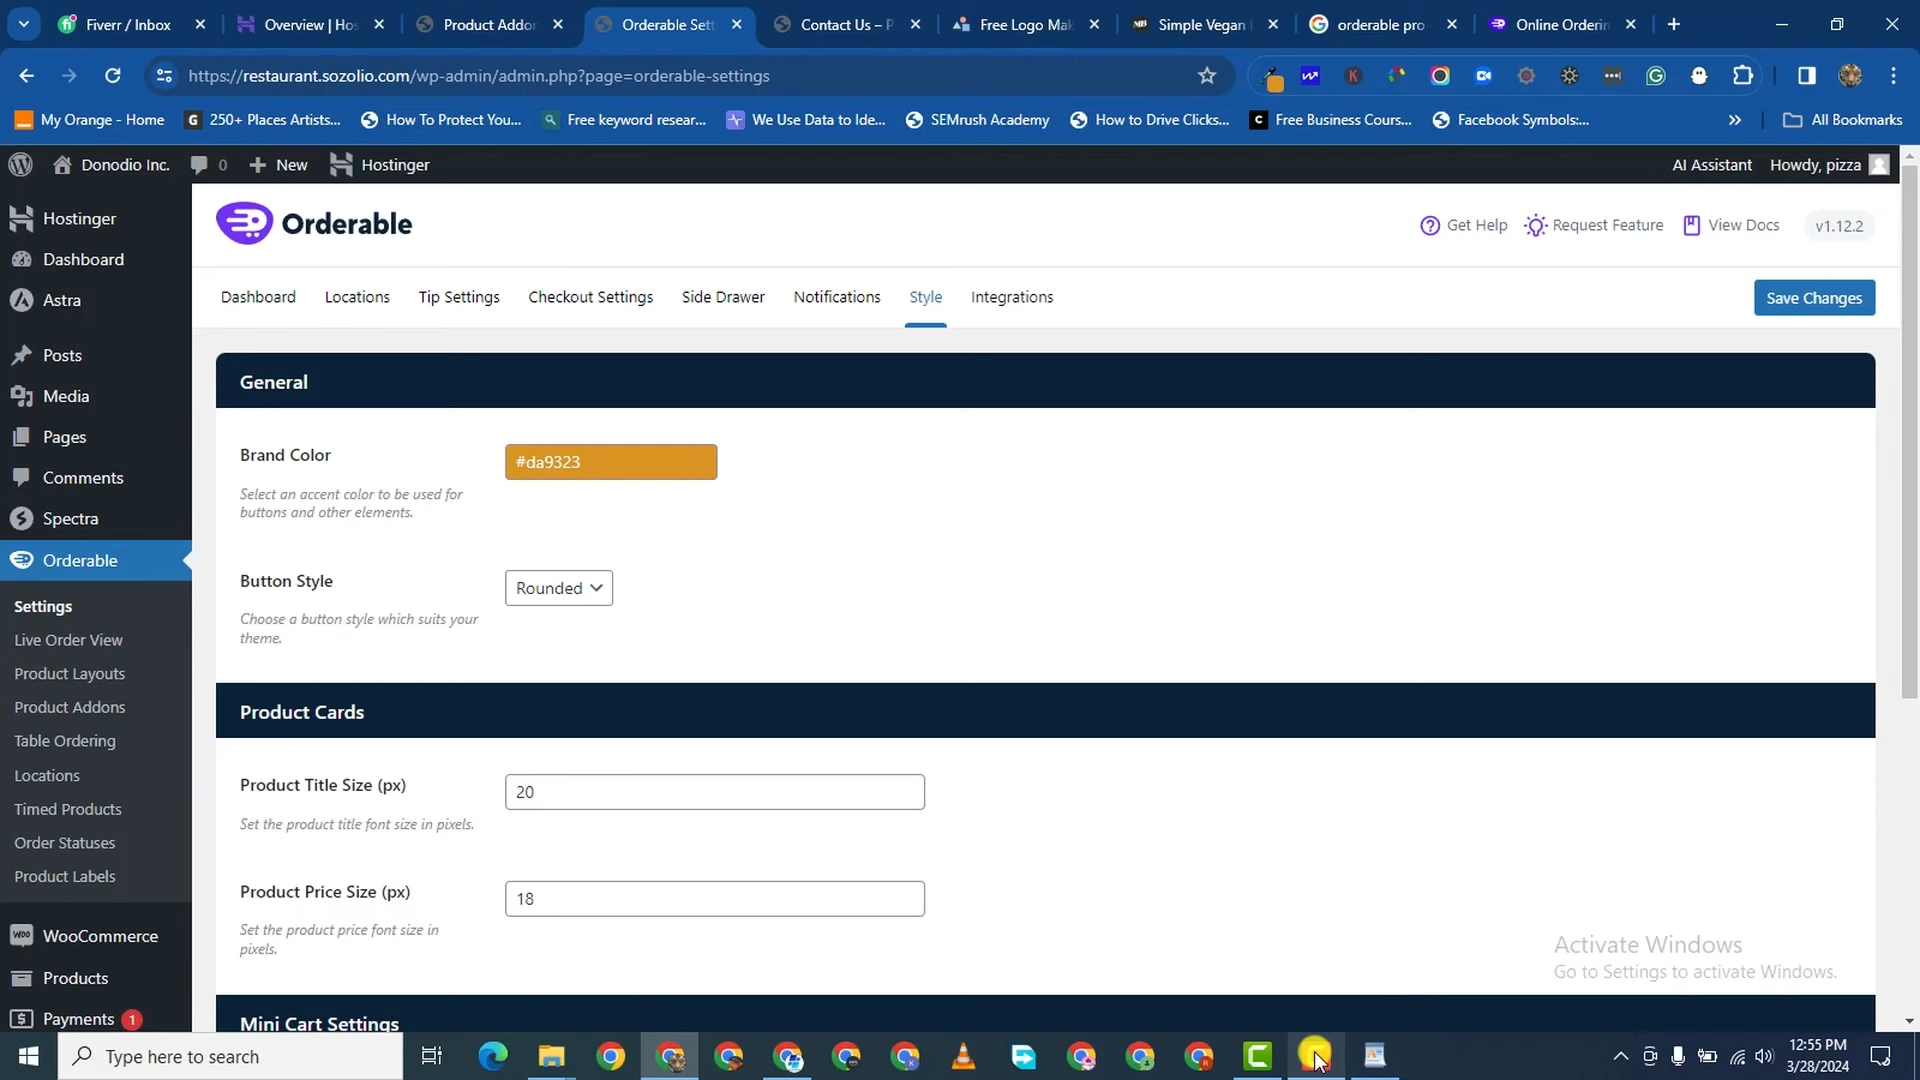 Fiverr / Inbox
Overview | Hos
Product Addon
Orderable Sett
Contact Us – P
Free Logo Mak
Simple Vegan
orderable pro
Online Ordering
https://restaurant.sozolio.com/wp-admin/admin.php?page=orderable-settings
My Orange - Home
250+ Places Artists...
How To Protect You...
Free keyword resear...
We Use Data to Ide...
SEMrush Academy
How to Drive Clicks...
Free Business Cours...
Facebook Symbols:...
All Bookmarks
Donodio Inc.
0
New
Hostinger
AI Assistant
Howdy, pizza
Hostinger
Dashboard
Astra
Posts
Media
Pages
Comments
Spectra
Orderable
Settings
Live Order View
Product Layouts
Product Addons
Table Ordering
Locations
Timed Products
Order Statuses
Product Labels
WooCommerce
Products
Payments 1
Orderable
Get Help
Request Feature
View Docs
v1.12.2
Dashboard
Locations
Tip Settings
Checkout Settings
Side Drawer
Notifications
Style
Integrations
Save Changes
General
Brand Color
#da9323
Select an accent color to be used for
buttons and other elements.
Button Style
Rounded
Choose a button style which suits your
theme.
Product Cards
Product Title Size (px)
20
Set the product title font size in pixels.
Product Price Size (px)
18
Set the product price font size in
pixels.
Mini Cart Settings
Activate Windows
Go to Settings to activate Windows.
Type here to search
12:55 PM
3/28/2024